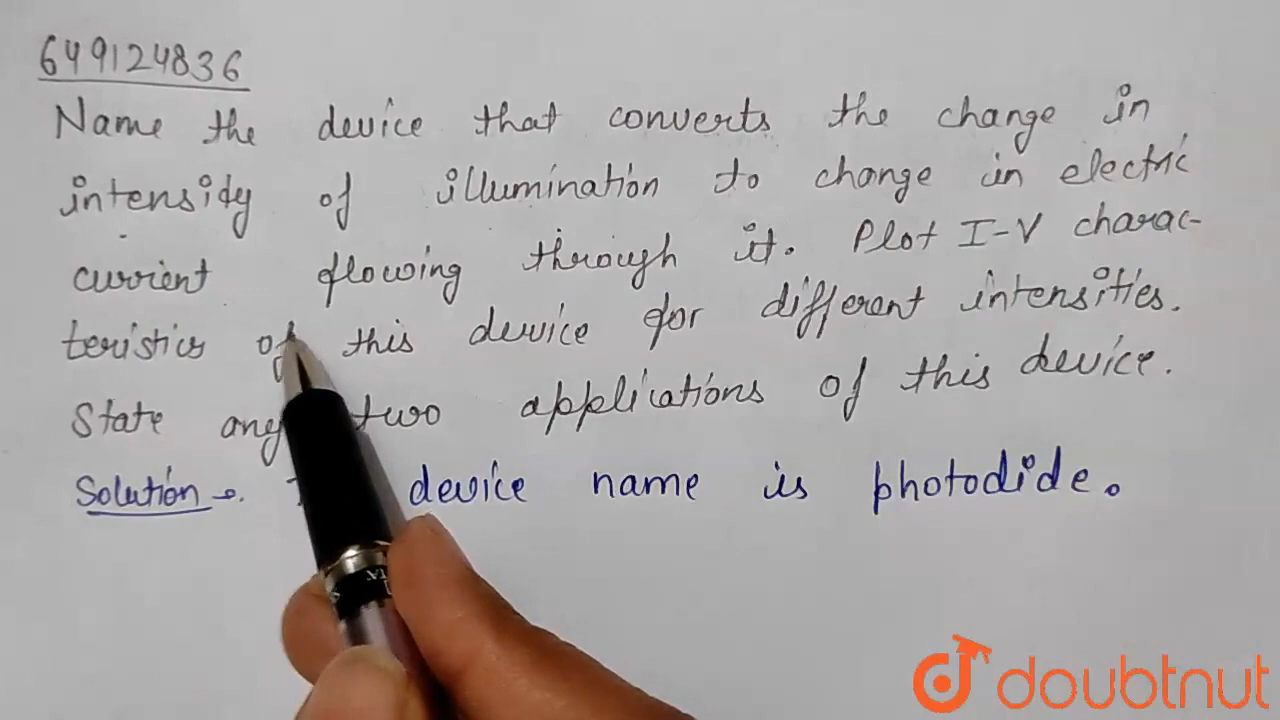 649124836
Name the device that converts the change in
intensidy of illumination to change in electric
current flowing through it. Plot I-V charac-
teristics of this device for different intensities.
State any two applications of this device.
Solution → device name is photodide.
doubtnut